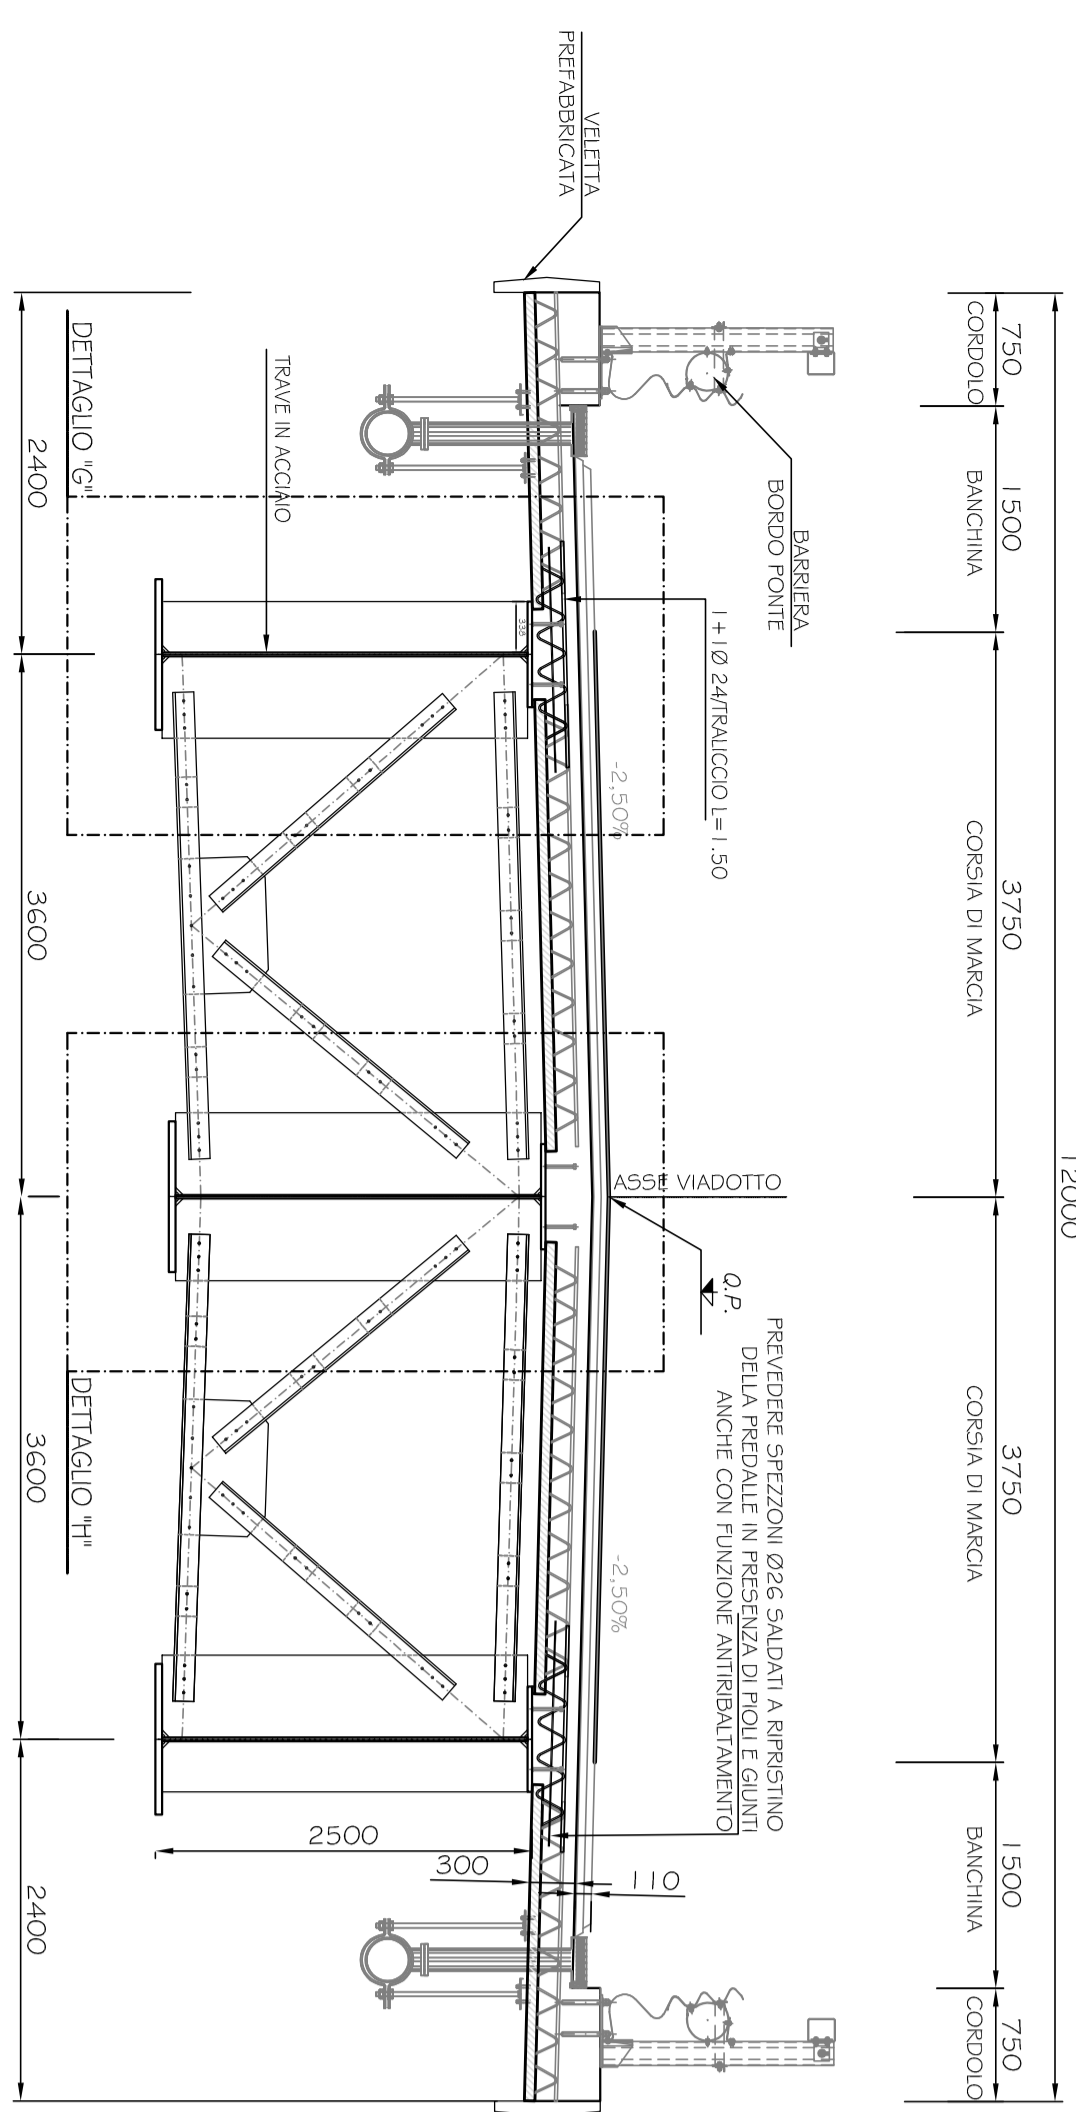 12000
750
CORDOLO
1500
BANCHINA
3750
CORSIA DI MARCIA
3750
CORSIA DI MARCIA
1500
BANCHINA
750
CORDOLO
BARRIERA
BORDO PONTE
VELETTA
PREFABBRICATA
1+1Ø 24/TRALICCIO L=1.50
-2,50%
ASSE VIADOTTO
Q.P.
PREVEDERE SPEZZONI Ø26 SALDATI A RIPRISTINO
DELLA PREDALLE IN PRESENZA DI PIOLI E GIUNTI
ANCHE CON FUNZIONE ANTIRIBALTAMENTO
-2,50%
110
300
2500
338
TRAVE IN ACCIAIO
DETTAGLIO "G"
DETTAGLIO "H"
2400
3600
3600
2400